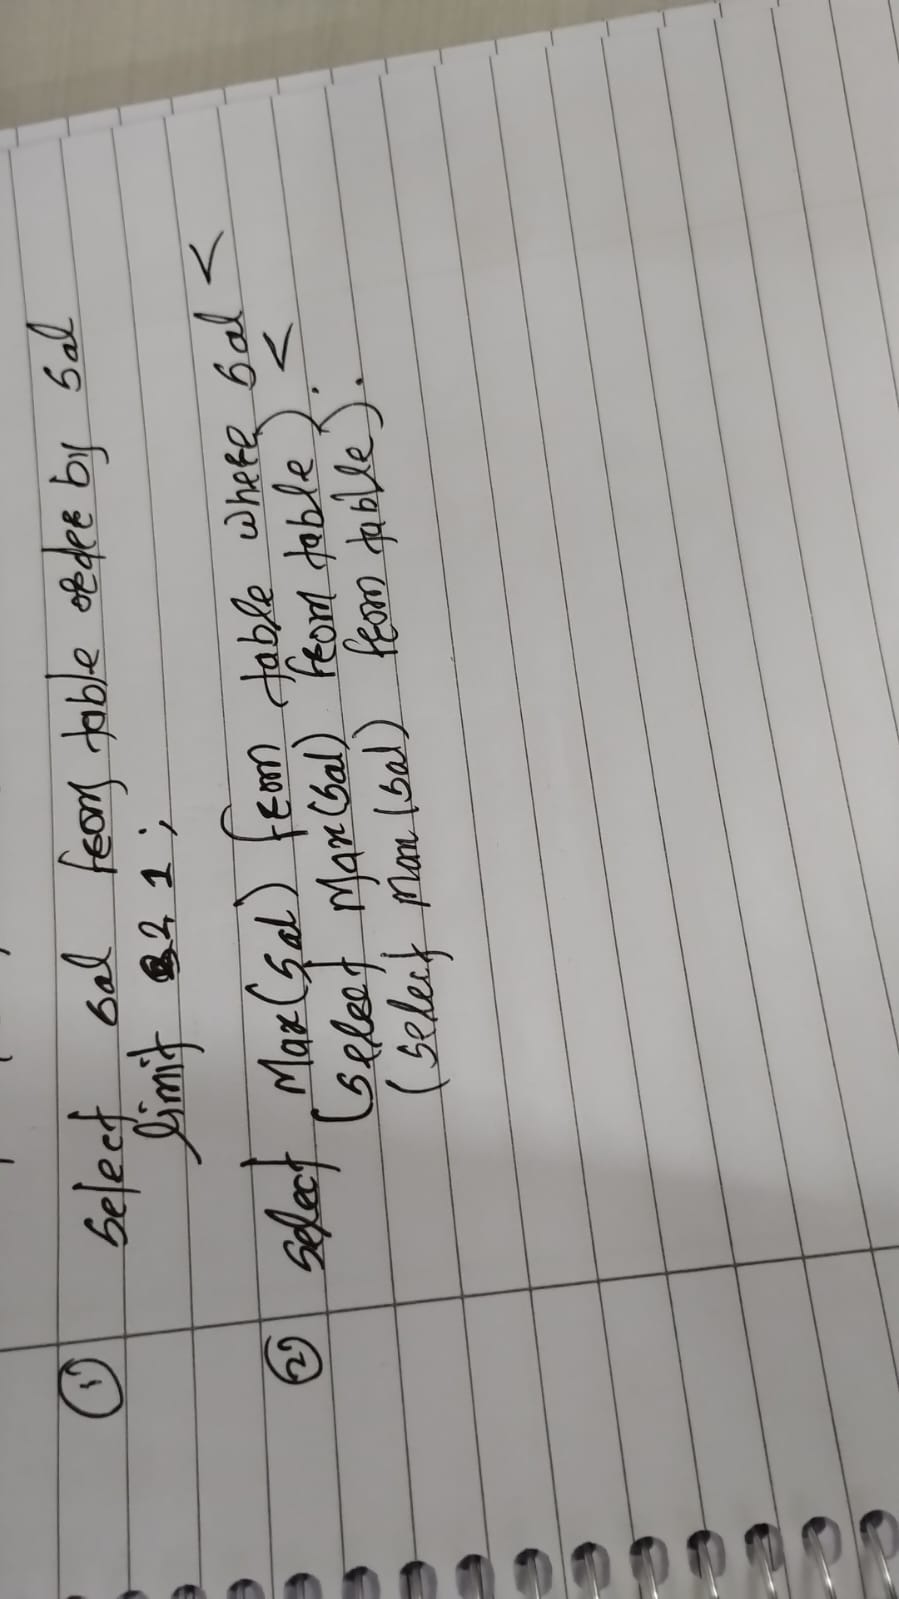 1) Select sal from table order by sal
limit 2 1 ;
2) Select Max(sal) from table where sal <
(select Max(sal) from table) . <
(select Max(sal) from table) .